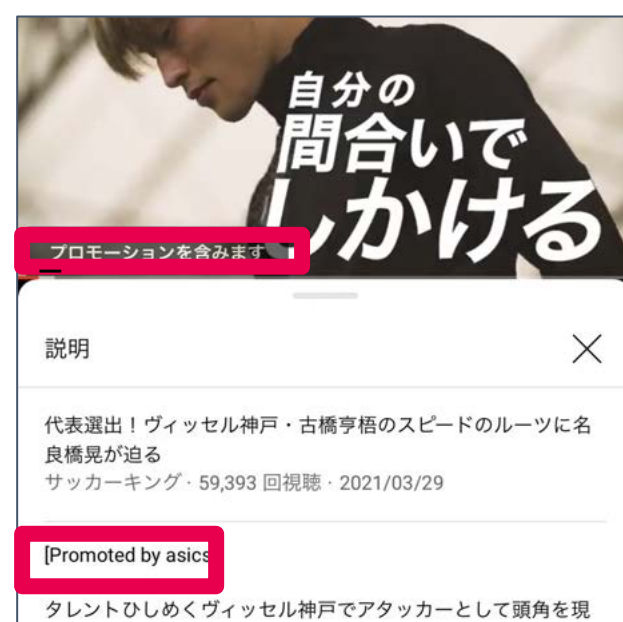 自分の
間合いで
しかける
プロモーションを含みます
説明
代表選出！ヴィッセル神戸・古橋亨梧のスピードのルーツに名
良橋晃が迫る
サッカーキング · 59,393 回視聴 · 2021/03/29
[Promoted by asics
タレントひしめくヴィッセル神戸でアタッカーとして頭角を現